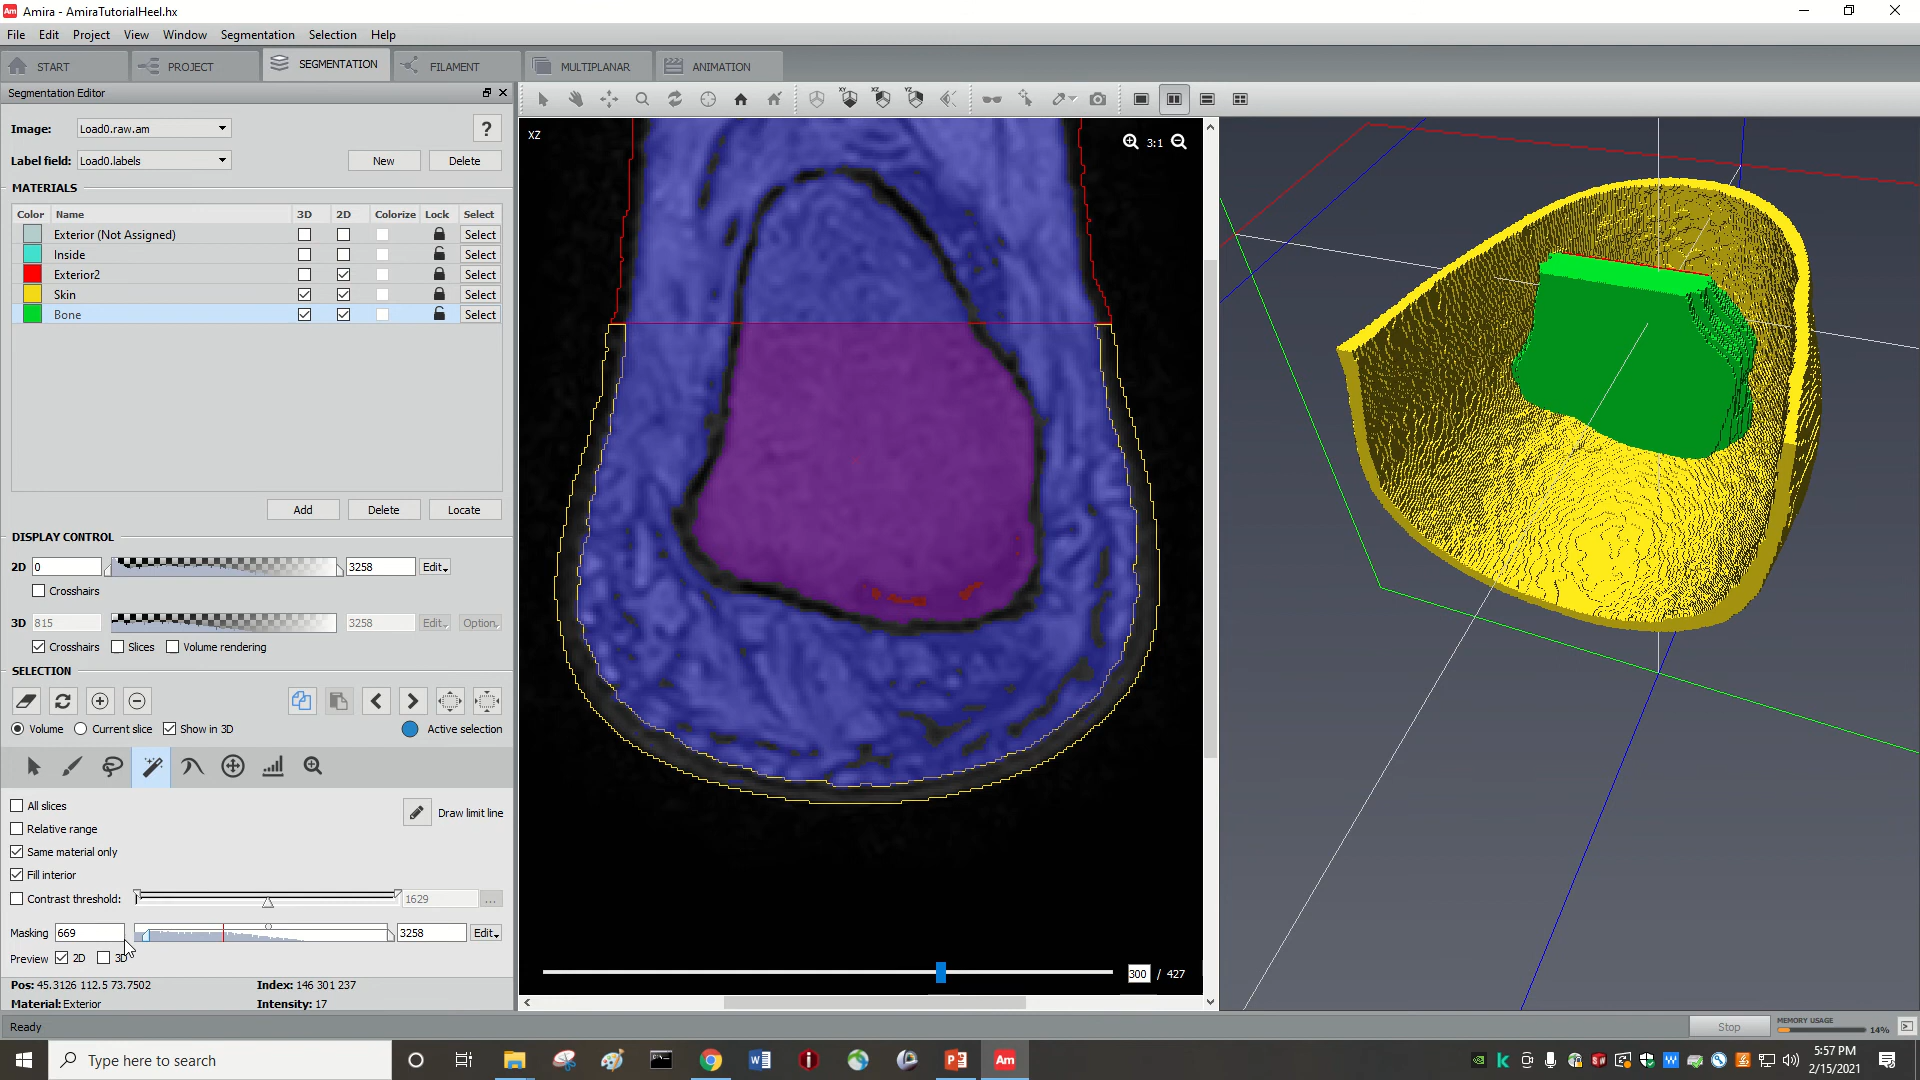 Am Amira - AmiraTutorialHeel.hx
File Edit Project View Window Segmentation Selection Help
START PROJECT SEGMENTATION FILAMENT MULTIPLANAR ANIMATION
Segmentation Editor
XY XZ YZ
Image: Load0.raw.am ?
Label field: Load0.labels New Delete
MATERIALS
Color Name 3D 2D Colorize Lock Select
Exterior (Not Assigned) Select
Inside Select
Exterior2 Select
Skin Select
Bone Select
Add Delete Locate
DISPLAY CONTROL
2D 0 3258 Edit
Crosshairs
3D 815 3258 Edit Option
Crosshairs Slices Volume rendering
SELECTION
Volume Current slice Show in 3D Active selection
All slices Draw limit line
Relative range
Same material only
Fill interior
Contrast threshold: 1629 ...
Masking 669 3258 Edit
Preview 2D 3D
Pos: 45.3126 112.5 73.7502 Index: 146 301 237
Material: Exterior Intensity: 17
XZ 3:1
300 / 427
Ready Stop MEMORY USAGE 14%
Type here to search Am 5:57 PM
2/15/2021